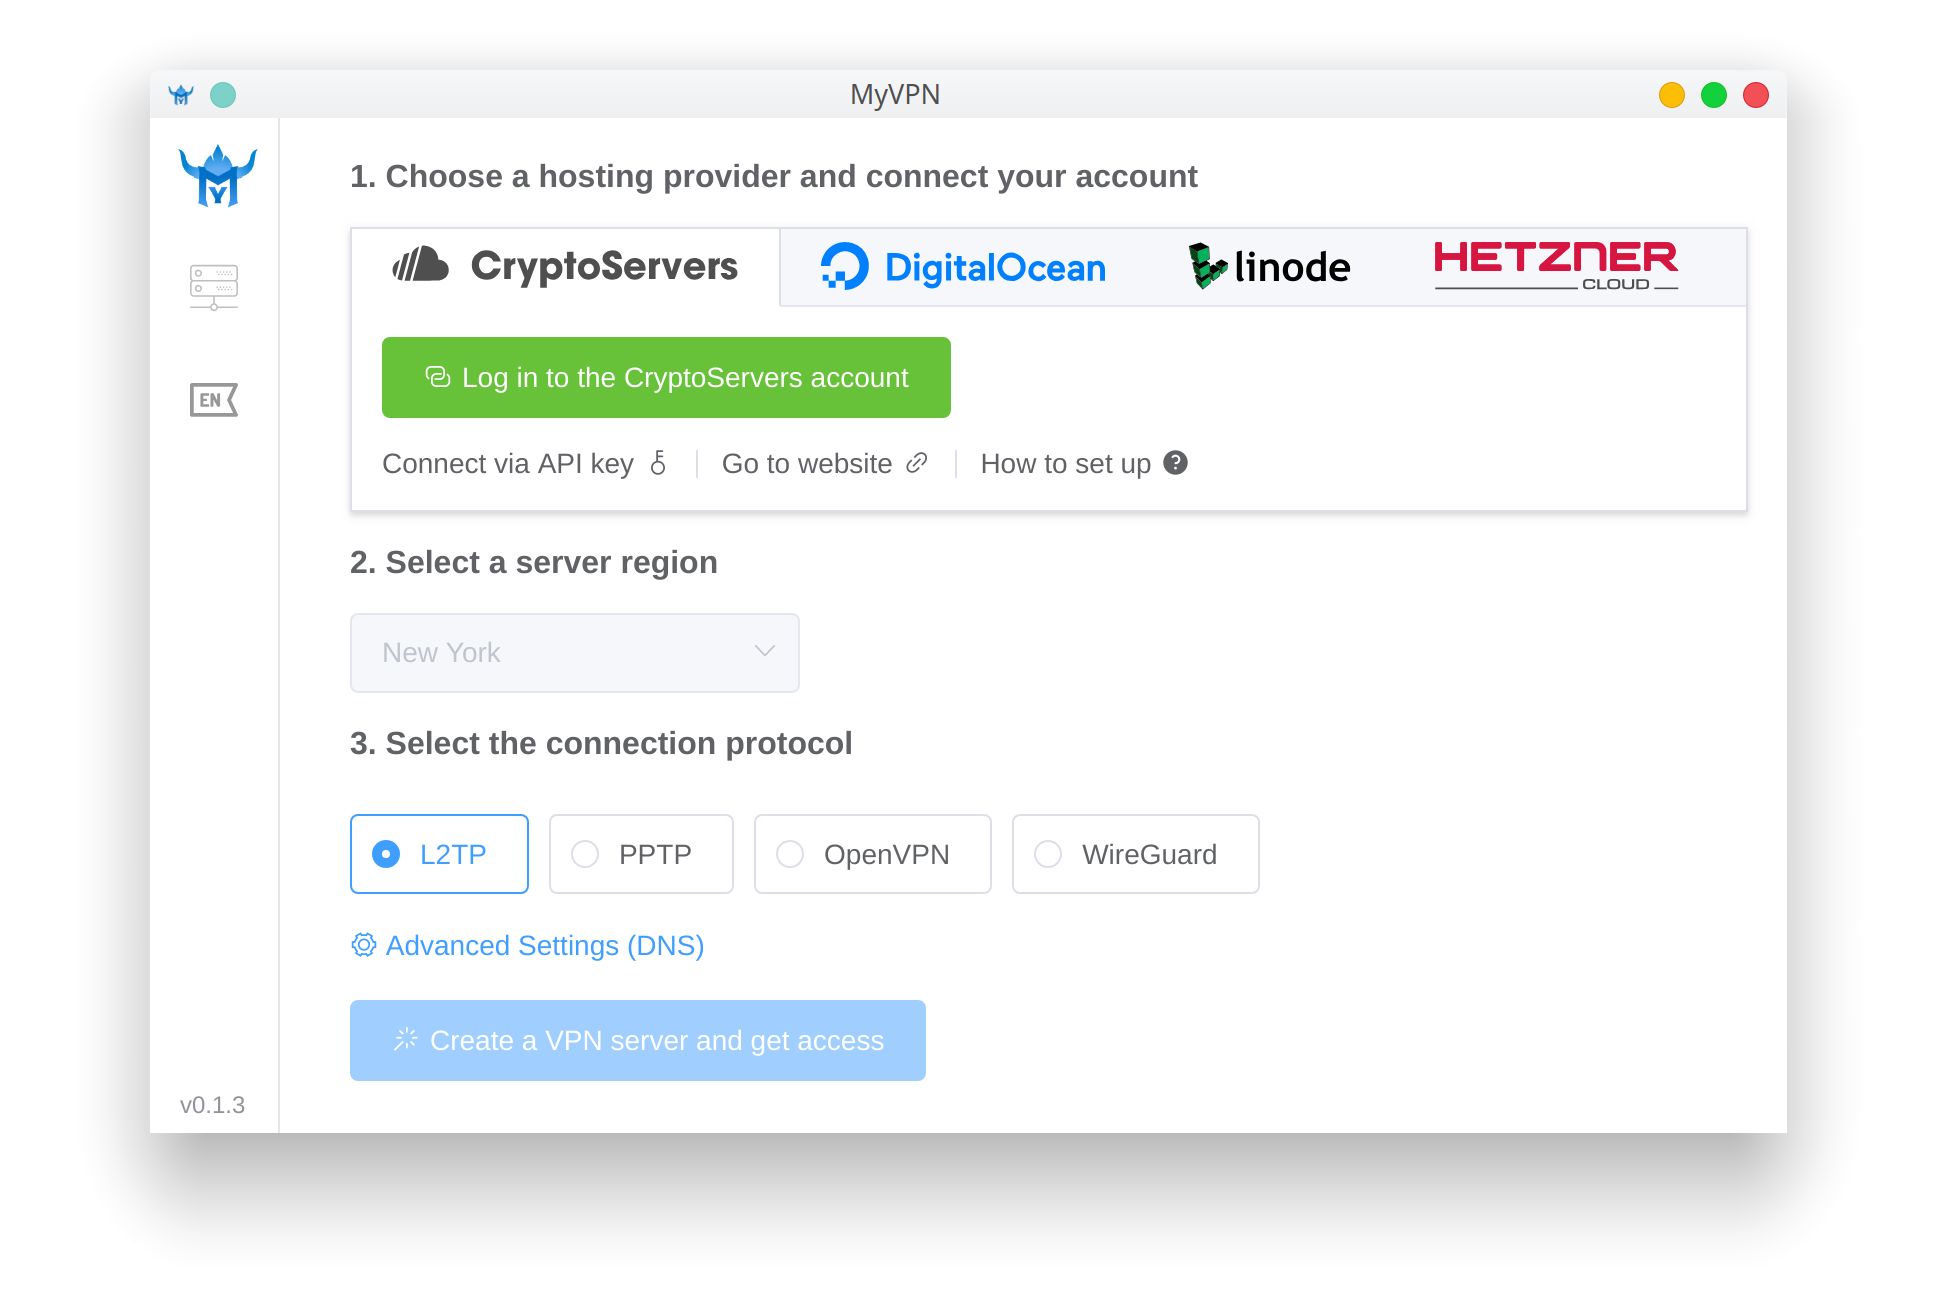 MyVPN
1. Choose a hosting provider and connect your account
CryptoServers DigitalOcean linode HETZNER CLOUD
Log in to the CryptoServers account
EN
Connect via API key Go to website How to set up ?
2. Select a server region
New York
3. Select the connection protocol
L2TP PPTP OpenVPN WireGuard
Advanced Settings (DNS)
Create a VPN server and get access
v0.1.3